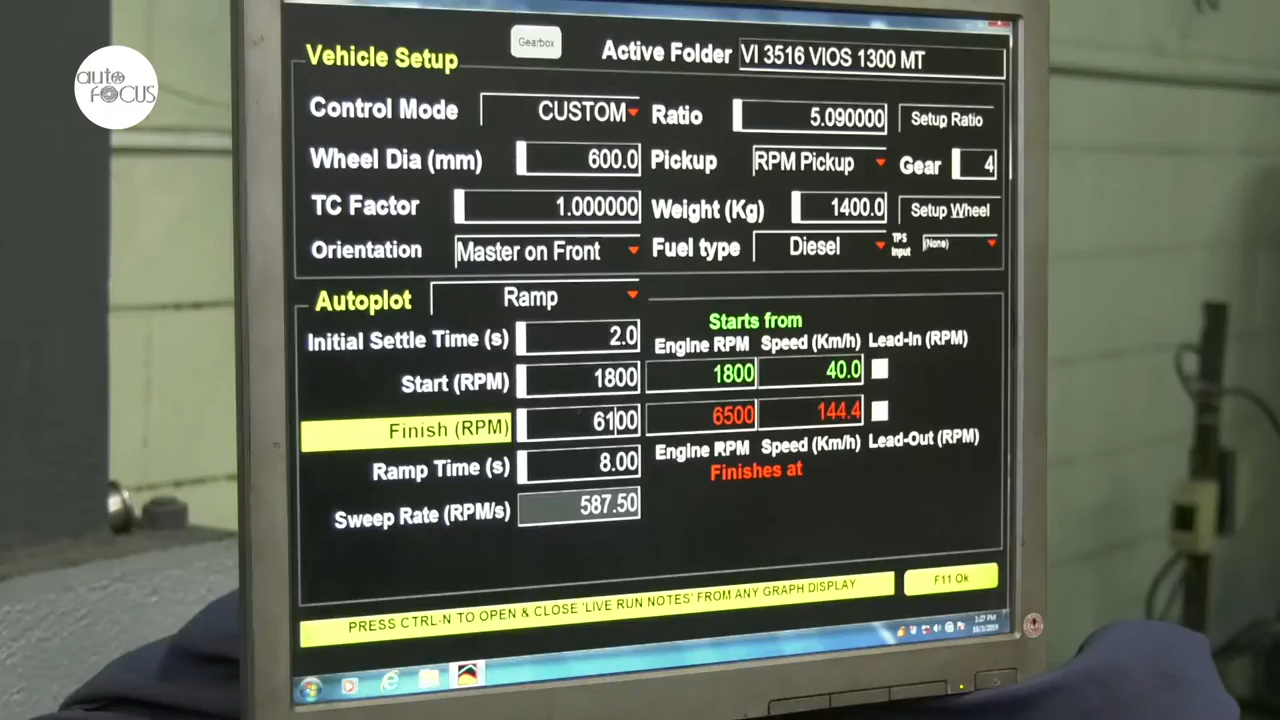 auto
FOCUS
Gearbox
Vehicle Setup
Active Folder VI 3516 VIOS 1300 MT
Control Mode CUSTOM Ratio 5.090000 Setup Ratio
Wheel Dia (mm) 600.0 Pickup RPM Pickup Gear 4
TC Factor 1.000000 Weight (Kg) 1400.0 Setup Wheel
Orientation Master on Front Fuel type Diesel TPS Input (None)
Autoplot Ramp
Starts from
Initial Settle Time (s) 2.0 Engine RPM Speed (Km/h) Lead-In (RPM)
Start (RPM) 1800 1800 40.0
Finish (RPM) 6100 6500 144.4
Engine RPM Speed (Km/h) Lead-Out (RPM)
Ramp Time (s) 8.00 Finishes at
Sweep Rate (RPM/s) 587.50
PRESS CTRL-N TO OPEN & CLOSE 'LIVE RUN NOTES' FROM ANY GRAPH DISPLAY
F11 Ok
1:27 PM